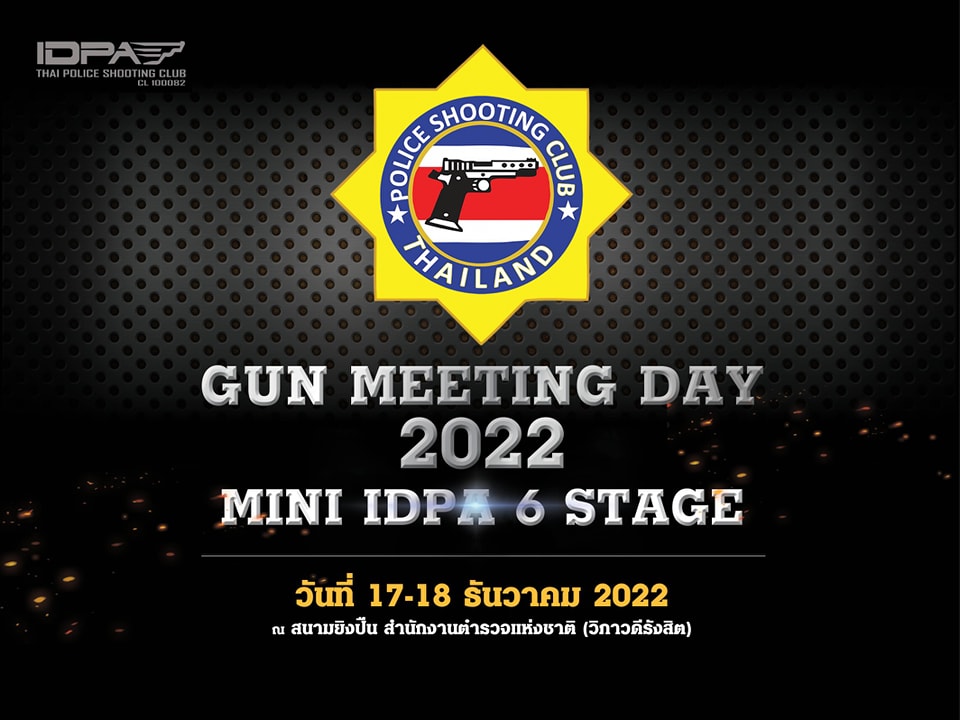 IDPA
THAI POLICE SHOOTING CLUB
CL 100082
POLICE SHOOTING CLUB
THAILAND
GUN MEETING DAY
2022
MINI IDPA 6 STAGE
วันที่ 17-18 ธันวาคม 2022
ณ สนามยิงปืน สำนักงานตำรวจแห่งชาติ (วิภาวดีรังสิต)